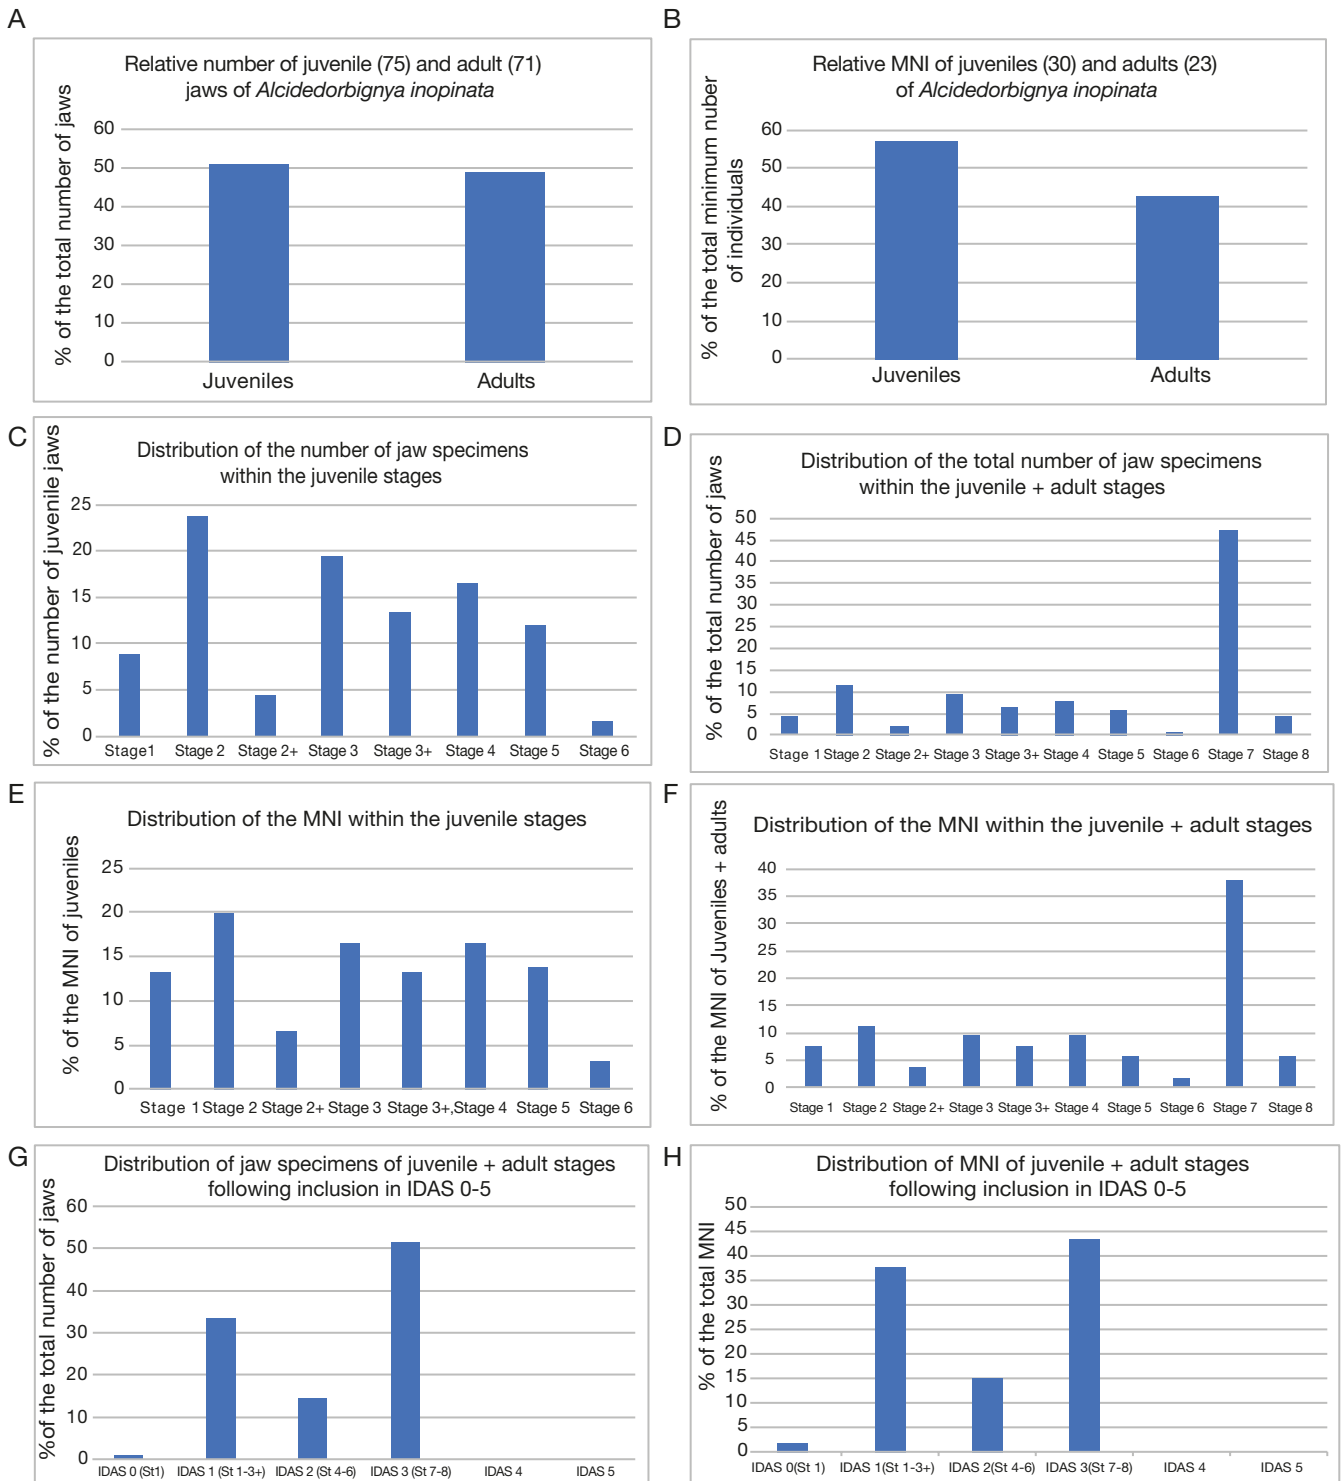 A
Relative number of juvenile (75) and adult (71)
jaws of Alcidedorbignya inopinata
% of the total number of jaws
60
50
40
30
20
10
0
Juveniles Adults
B
Relative MNI of juveniles (30) and adults (23)
of Alcidedorbignya inopinata
% of the total minimum nuber
of individuals
60
50
40
30
20
10
0
Juveniles Adults
C
Distribution of the number of jaw specimens
within the juvenile stages
% of the number of juvenile jaws
25
20
15
10
5
0
Stage1 Stage 2 Stage 2+ Stage 3 Stage 3+ Stage 4 Stage 5 Stage 6
D
Distribution of the total number of jaw specimens
within the juvenile + adult stages
% of the total number of jaws
50
45
40
35
30
25
20
15
10
5
0
Stage 1 Stage 2 Stage 2+ Stage 3 Stage 3+ Stage 4 Stage 5 Stage 6 Stage 7 Stage 8
E
Distribution of the MNI within the juvenile stages
% of the MNI of juveniles
25
20
15
10
5
0
Stage 1 Stage 2 Stage 2+ Stage 3 Stage 3+,Stage 4 Stage 5 Stage 6
F
Distribution of the MNI within the juvenile + adult stages
% of the MNI of Juveniles + adults
40
35
30
25
20
15
10
5
0
Stage 1 Stage 2 Stage 2+ Stage 3 Stage 3+ Stage 4 Stage 5 Stage 6 Stage 7 Stage 8
G
Distribution of jaw specimens of juvenile + adult stages
following inclusion in IDAS 0-5
%of the total number of jaws
60
50
40
30
20
10
0
IDAS 0 (St1) IDAS 1 (St 1-3+) IDAS 2 (St 4-6) IDAS 3 (St 7-8) IDAS 4 IDAS 5
H
Distribution of MNI of juvenile + adult stages
following inclusion in IDAS 0-5
% of the total MNI
50
45
40
35
30
25
20
15
10
5
0
IDAS 0(St 1) IDAS 1(St 1-3+) IDAS 2(St 4-6) IDAS 3(St 7-8) IDAS 4 IDAS 5